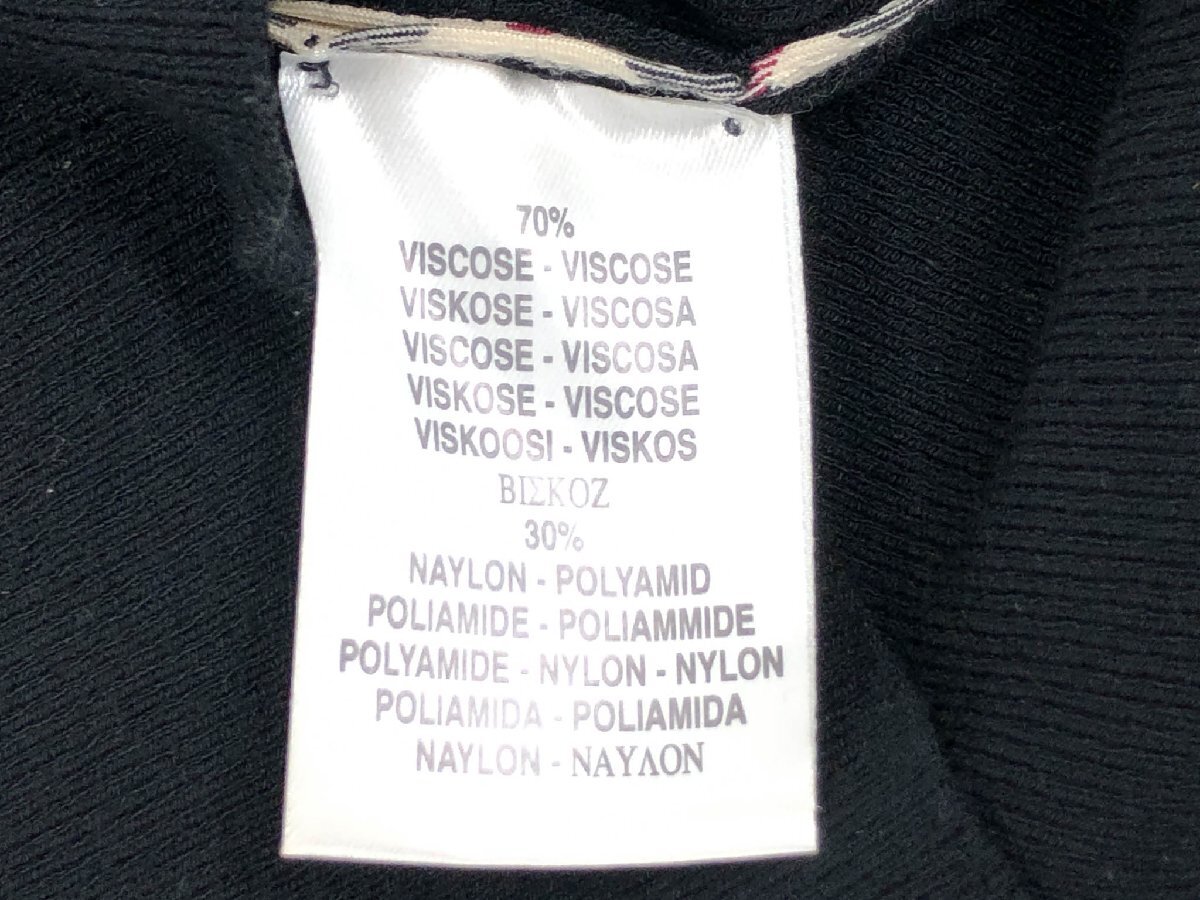 70%
VISCOSE - VISCOSE
VISKOSE - VISCOSA
VISCOSE - VISCOSA
VISKOSE - VISCOSE
VISKOOSI - VISKOS
ΒΙΣΚΟΖ
30%
NAYLON - POLYAMID
POLIAMIDE - POLIAMMIDE
POLYAMIDE - NYLON - NYLON
POLIAMIDA - POLIAMIDA
NAYLON - ΝΑΥΛΟΝ